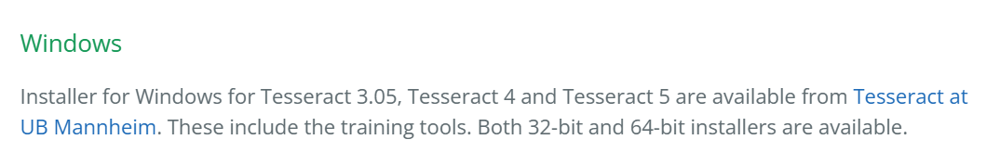 Windows
Installer for Windows for Tesseract 3.05, Tesseract 4 and Tesseract 5 are available from Tesseract at
UB Mannheim. These include the training tools. Both 32-bit and 64-bit installers are available.